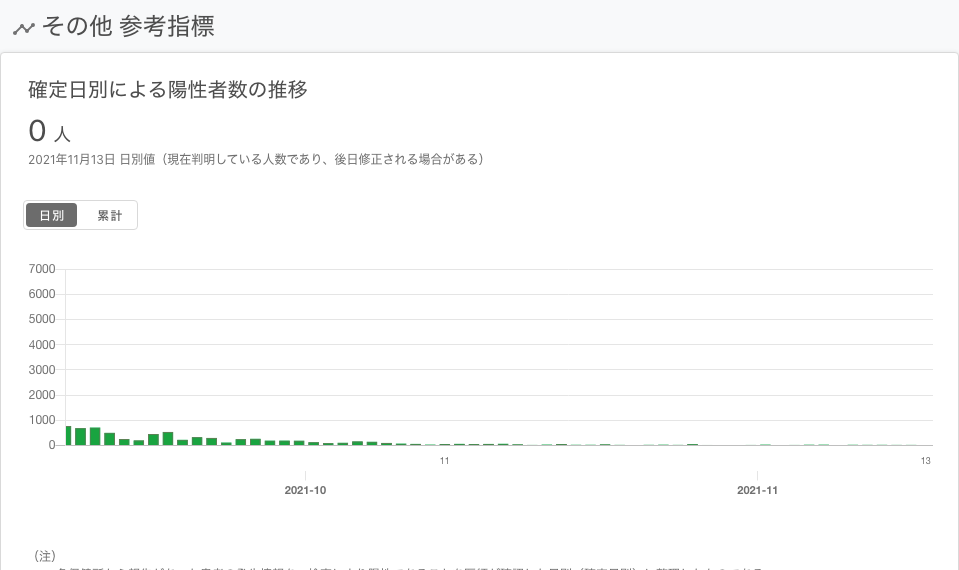 その他 参考指標
確定日別による陽性者数の推移
0 人
2021年11月13日 日別値（現在判明している人数であり、後日修正される場合がある）
日別 累計
7000
6000
5000
4000
3000
2000
1000
0
11 13
2021-10 2021-11
（注）